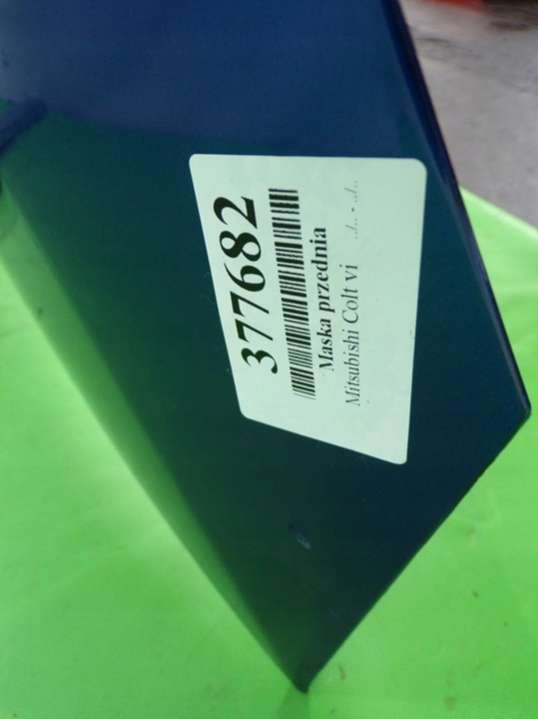 377682
Maska przednia
Mitsubishi Colt vi ../.. - ../..